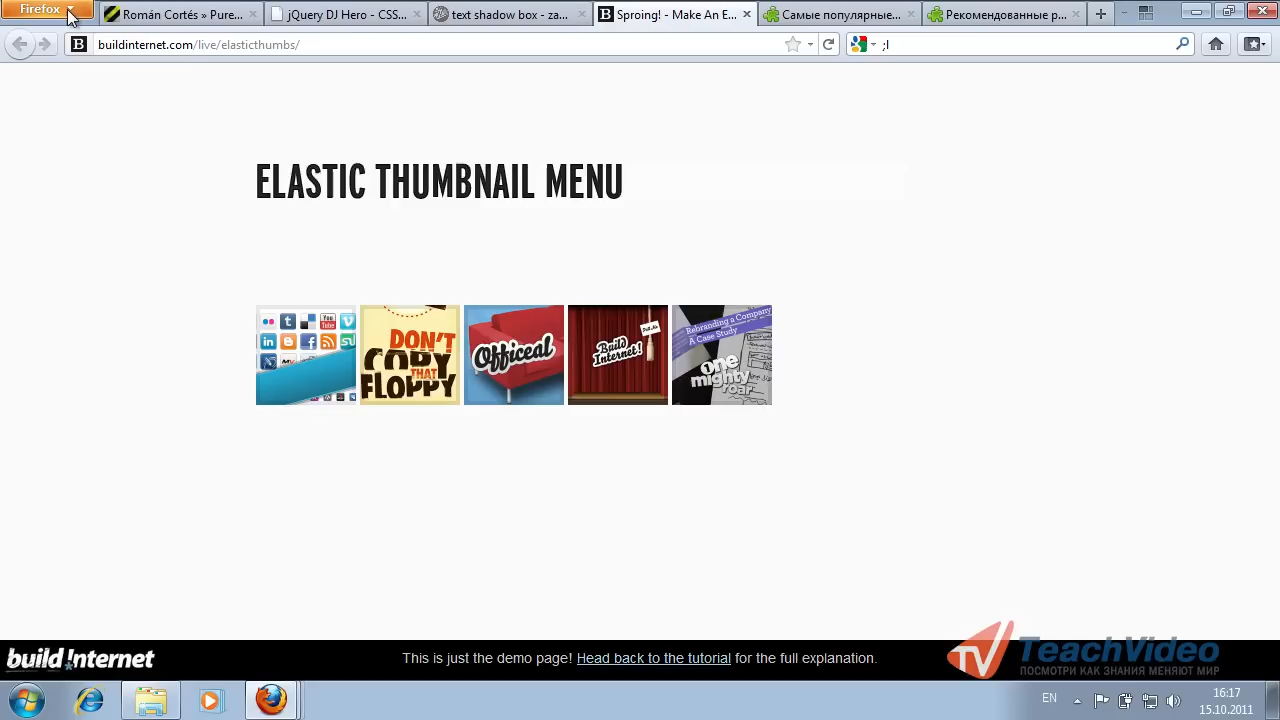 Firefox
Román Cortés » Pure...
jQuery DJ Hero - CSS...
text shadow box - za...
Sproing! - Make An E...
Самые популярные...
Рекомендованные р...
buildinternet.com/live/elasticthumbs/
;l
ELASTIC THUMBNAIL MENU
You Tube
DON'T
COPY
THAT
FLOPPY
Officeal
Build
Internet!
Rebranding a Company
A Case Study
one
mighty
roar
build!nternet
This is just the demo page! Head back to the tutorial for the full explanation.
TeachVideo
ПОСМОТРИ КАК ЗНАНИЯ МЕНЯЮТ МИР
EN
16:17
15.10.2011